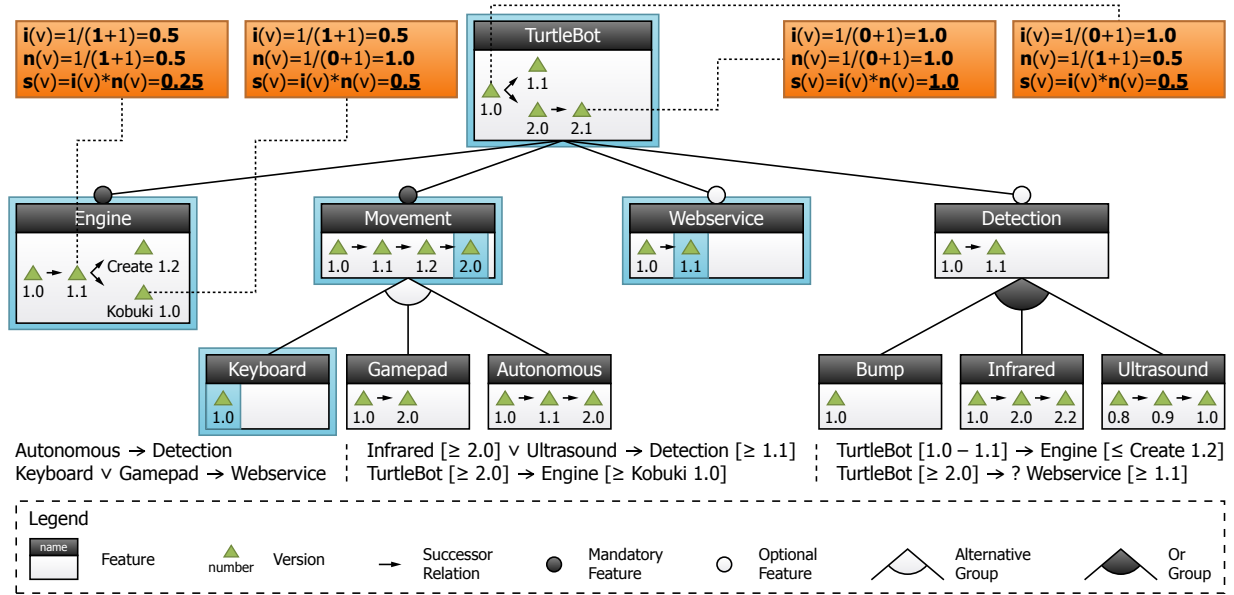 i(v)=1/(1+1)=0.5
n(v)=1/(1+1)=0.5
s(v)=i(v)*n(v)=0.25
i(v)=1/(1+1)=0.5
n(v)=1/(0+1)=1.0
s(v)=i(v)*n(v)=0.5
TurtleBot
1.0
1.1
2.0
2.1
i(v)=1/(0+1)=1.0
n(v)=1/(0+1)=1.0
s(v)=i(v)*n(v)=1.0
i(v)=1/(0+1)=1.0
n(v)=1/(1+1)=0.5
s(v)=i(v)*n(v)=0.5
Engine
1.0
1.1
Create 1.2
Kobuki 1.0
Movement
1.0 1.1 1.2 2.0
Webservice
1.0 1.1
Detection
1.0 1.1
Keyboard
1.0
Gamepad
1.0 2.0
Autonomous
1.0 1.1 2.0
Bump
1.0
Infrared
1.0 2.0 2.2
Ultrasound
0.8 0.9 1.0
Autonomous → Detection
Keyboard ∨ Gamepad → Webservice
Infrared [≥ 2.0] ∨ Ultrasound → Detection [≥ 1.1]
TurtleBot [≥ 2.0] → Engine [≥ Kobuki 1.0]
TurtleBot [1.0 – 1.1] → Engine [≤ Create 1.2]
TurtleBot [≥ 2.0] → ? Webservice [≥ 1.1]
Legend
name
Feature
number
Version
Successor
Relation
Mandatory
Feature
Optional
Feature
Alternative
Group
Or
Group